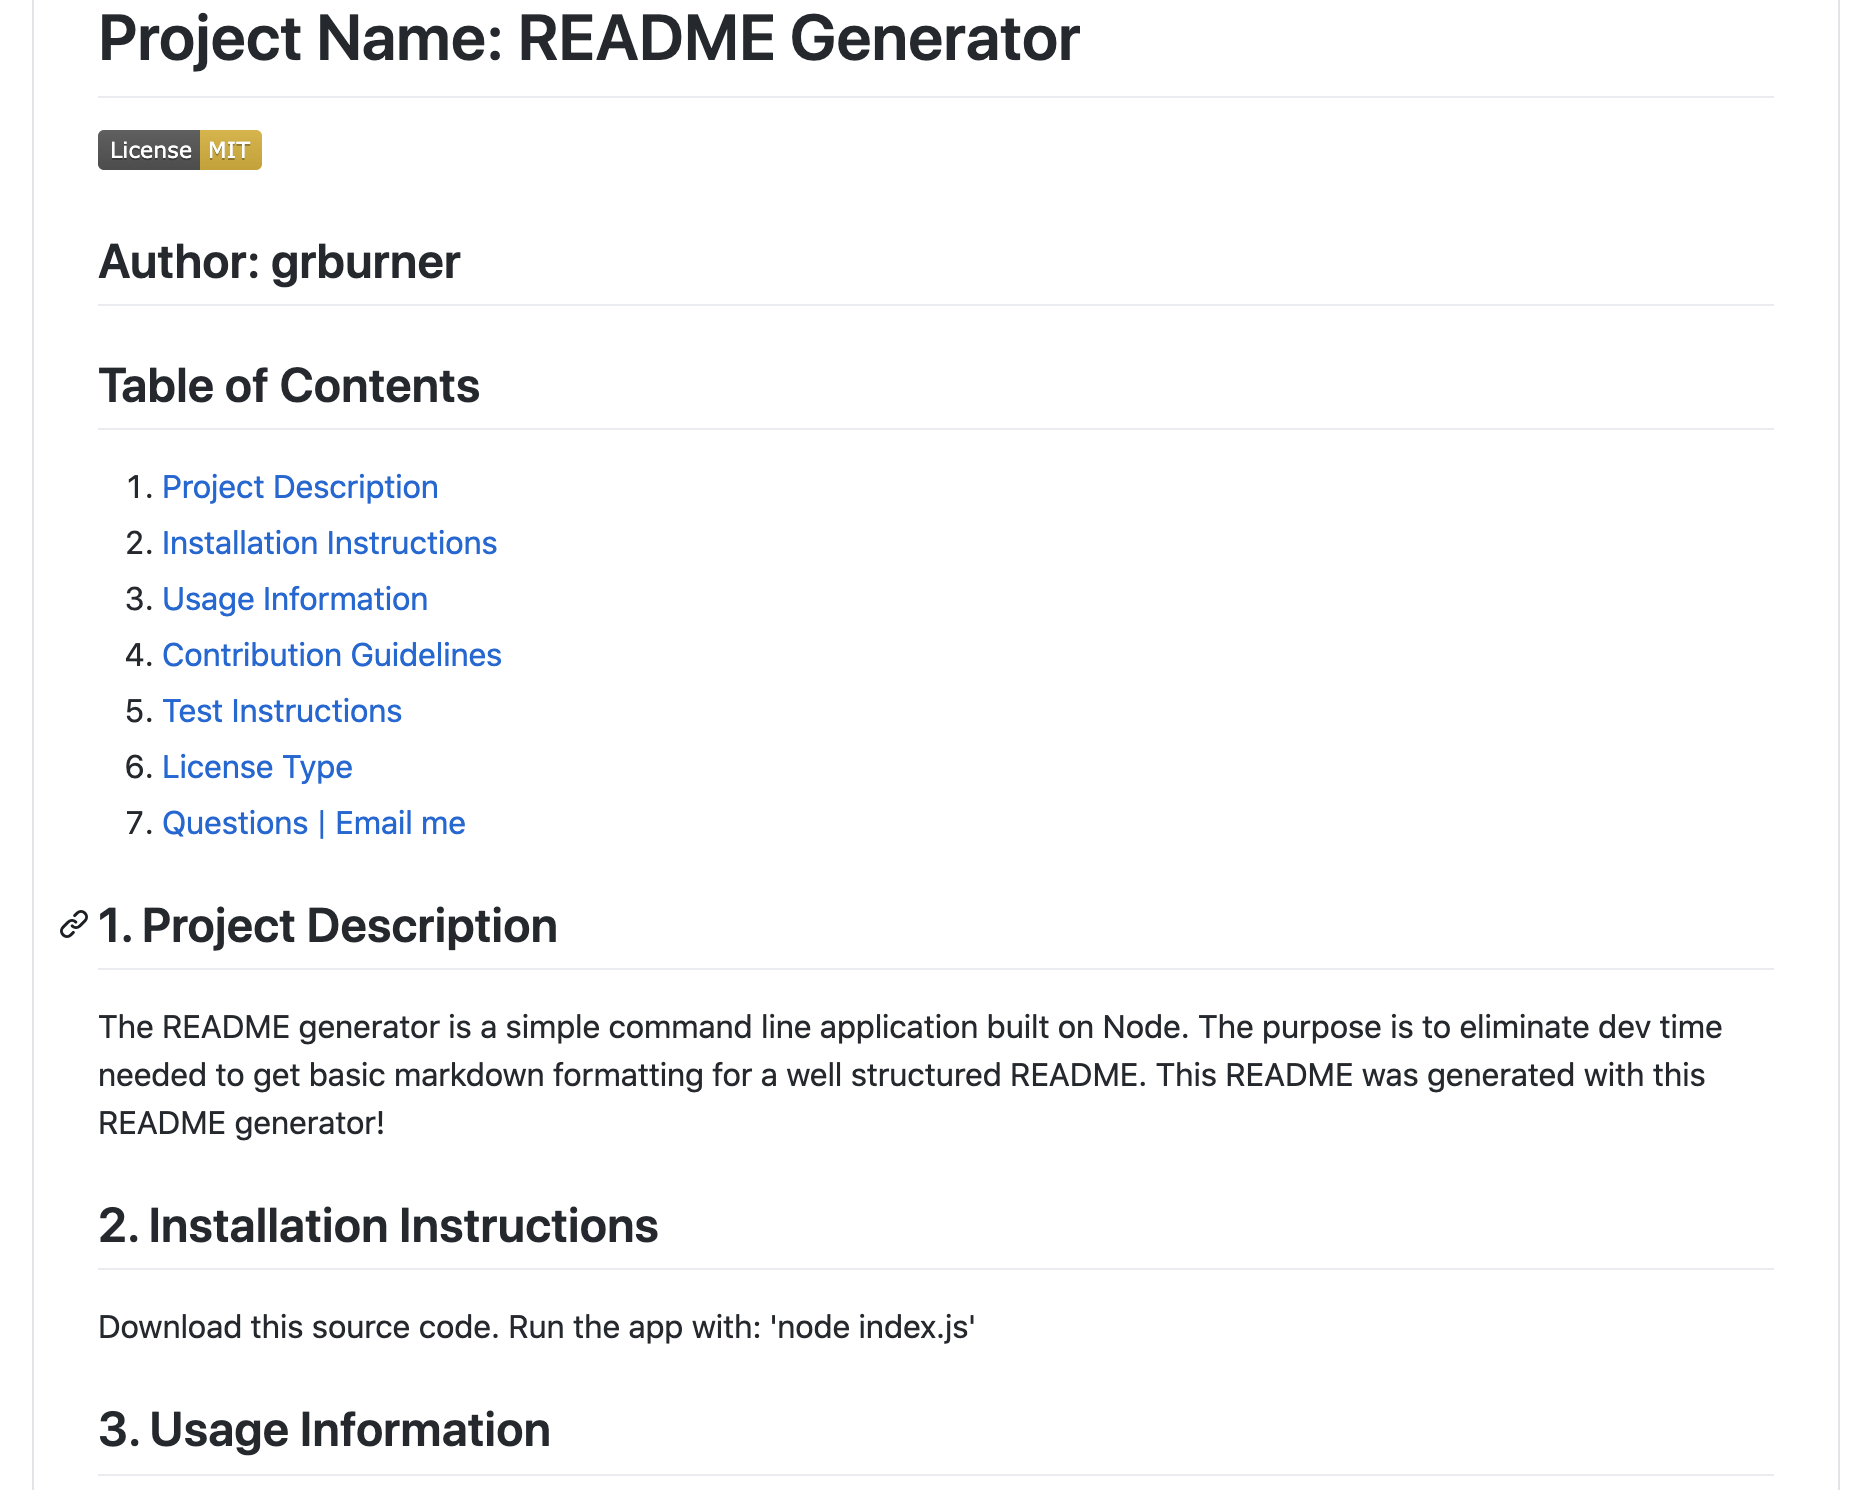 Project Name: README Generator
License MIT
Author: grburner
Table of Contents
1. Project Description
2. Installation Instructions
3. Usage Information
4. Contribution Guidelines
5. Test Instructions
6. License Type
7. Questions | Email me
1. Project Description
The README generator is a simple command line application built on Node. The purpose is to eliminate dev time
needed to get basic markdown formatting for a well structured README. This README was generated with this
README generator!
2. Installation Instructions
Download this source code. Run the app with: 'node index.js'
3. Usage Information